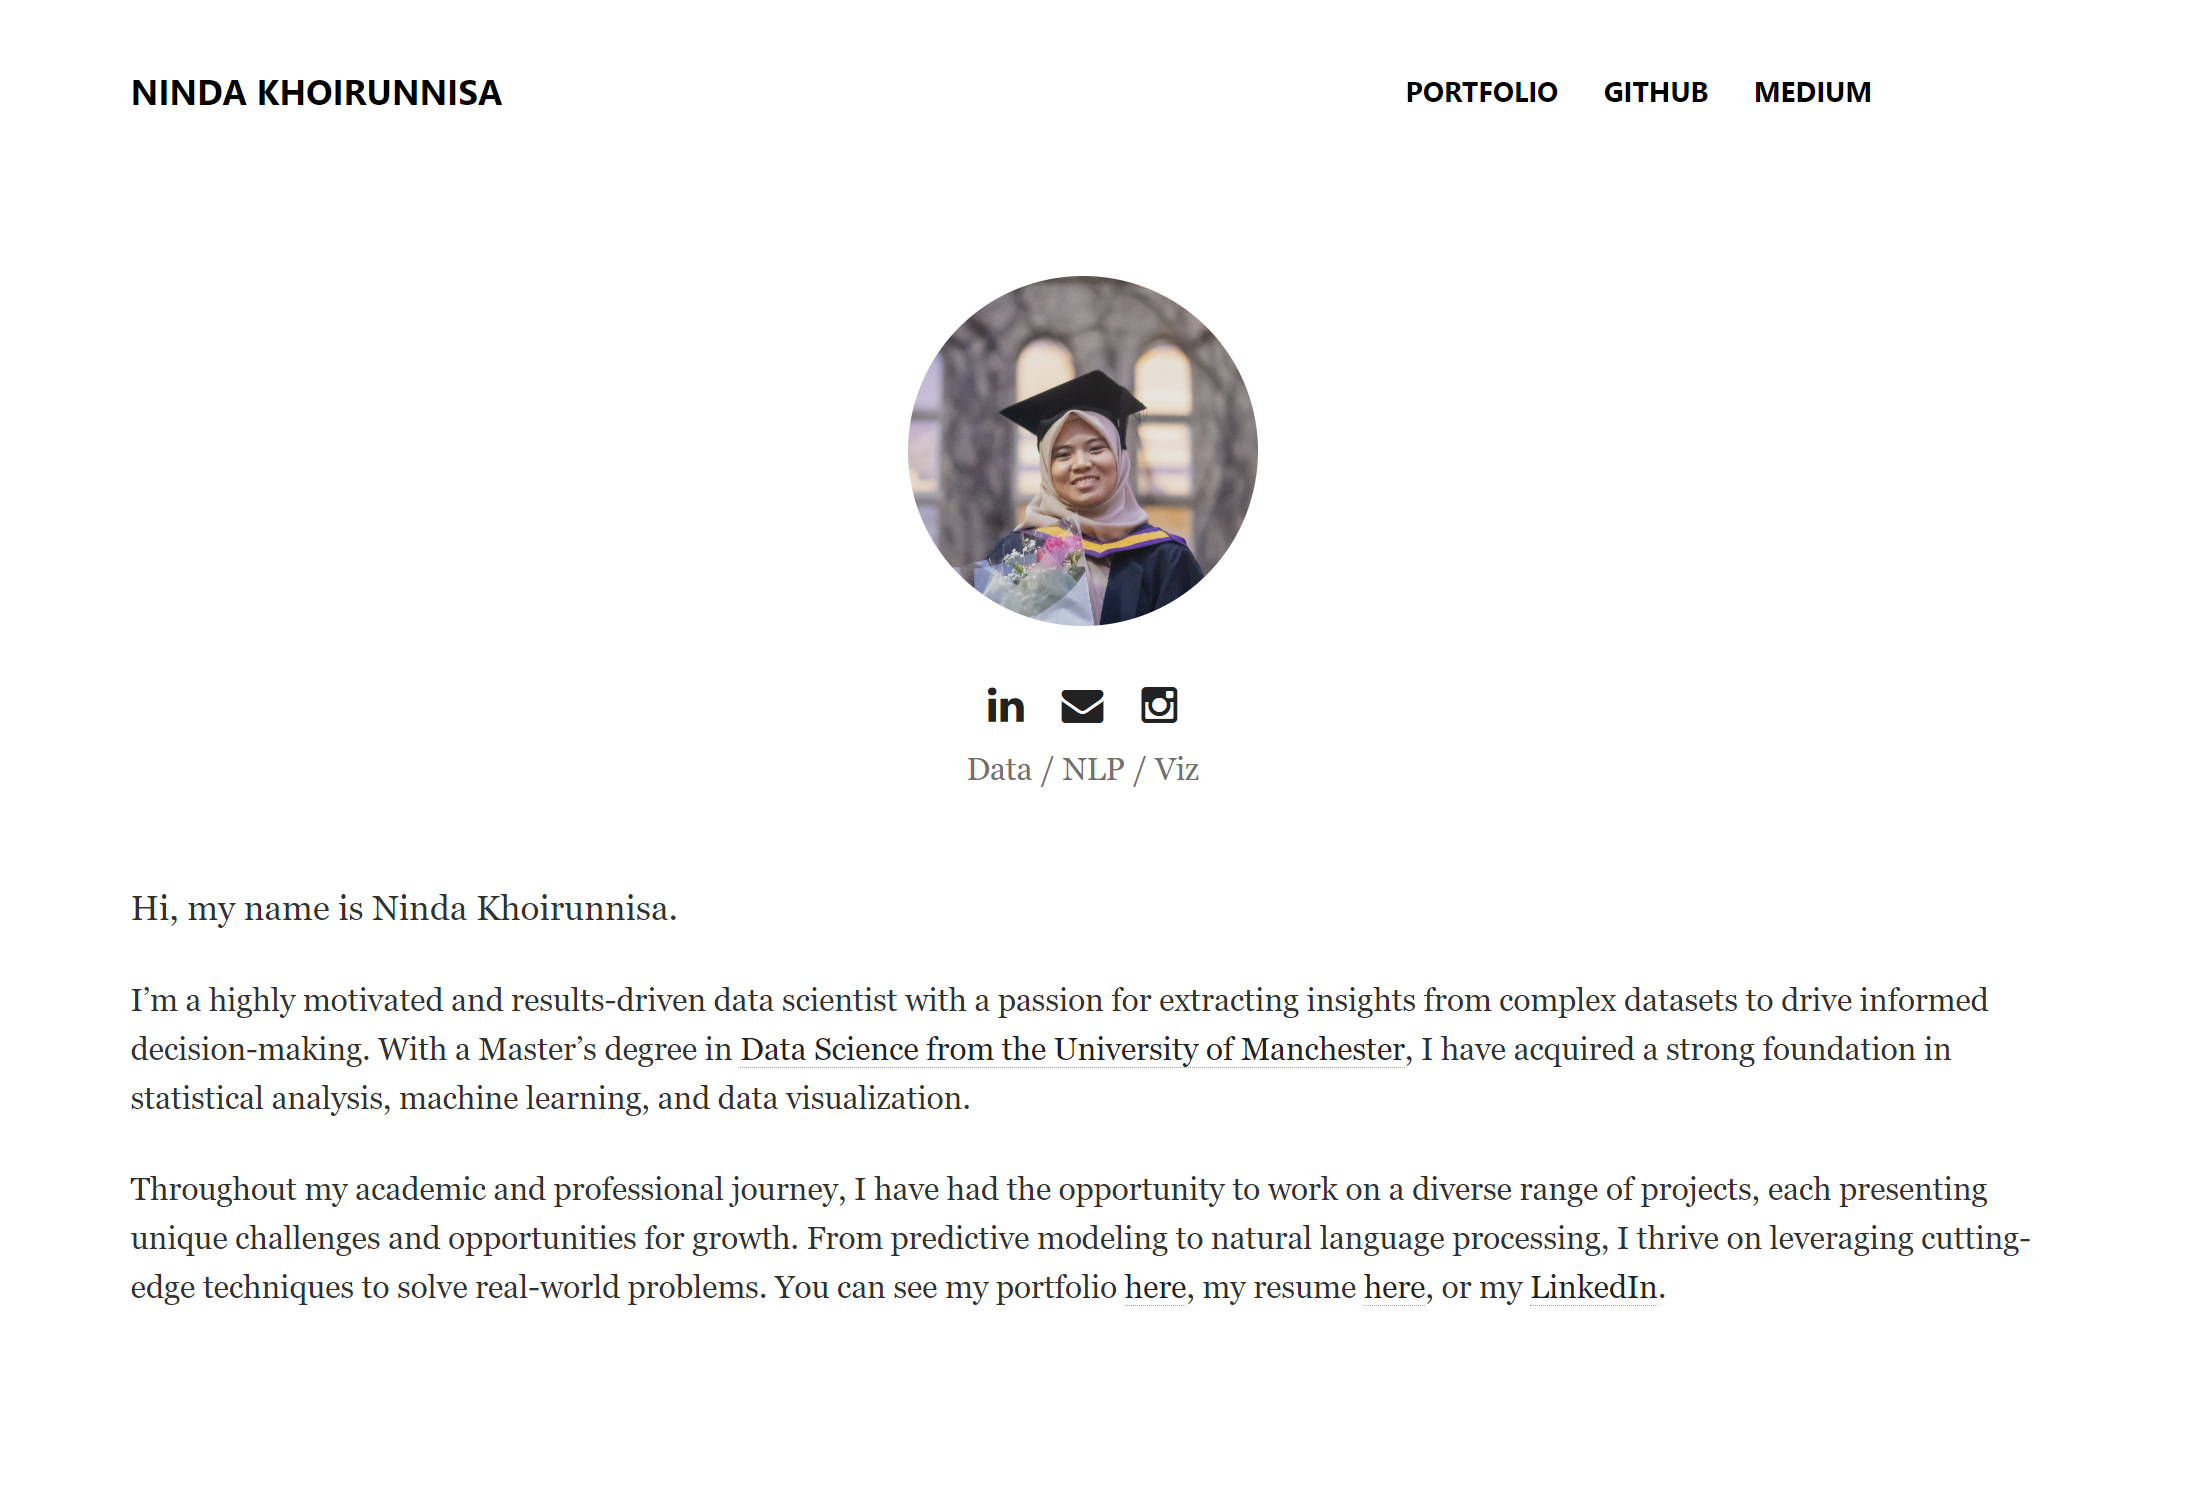 NINDA KHOIRUNNISA
PORTFOLIO GITHUB MEDIUM
in
Data / NLP / Viz
Hi, my name is Ninda Khoirunnisa.
I’m a highly motivated and results-driven data scientist with a passion for extracting insights from complex datasets to drive informed
decision-making. With a Master’s degree in Data Science from the University of Manchester, I have acquired a strong foundation in
statistical analysis, machine learning, and data visualization.
Throughout my academic and professional journey, I have had the opportunity to work on a diverse range of projects, each presenting
unique challenges and opportunities for growth. From predictive modeling to natural language processing, I thrive on leveraging cutting-
edge techniques to solve real-world problems. You can see my portfolio here, my resume here, or my LinkedIn.